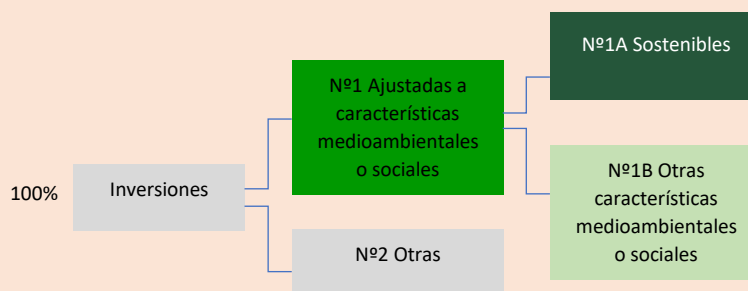 100%
Inversiones
Nº1 Ajustadas a
características
medioambientales
o sociales
Nº2 Otras
Nº1A Sostenibles
Nº1B Otras
características
medioambientales
o sociales